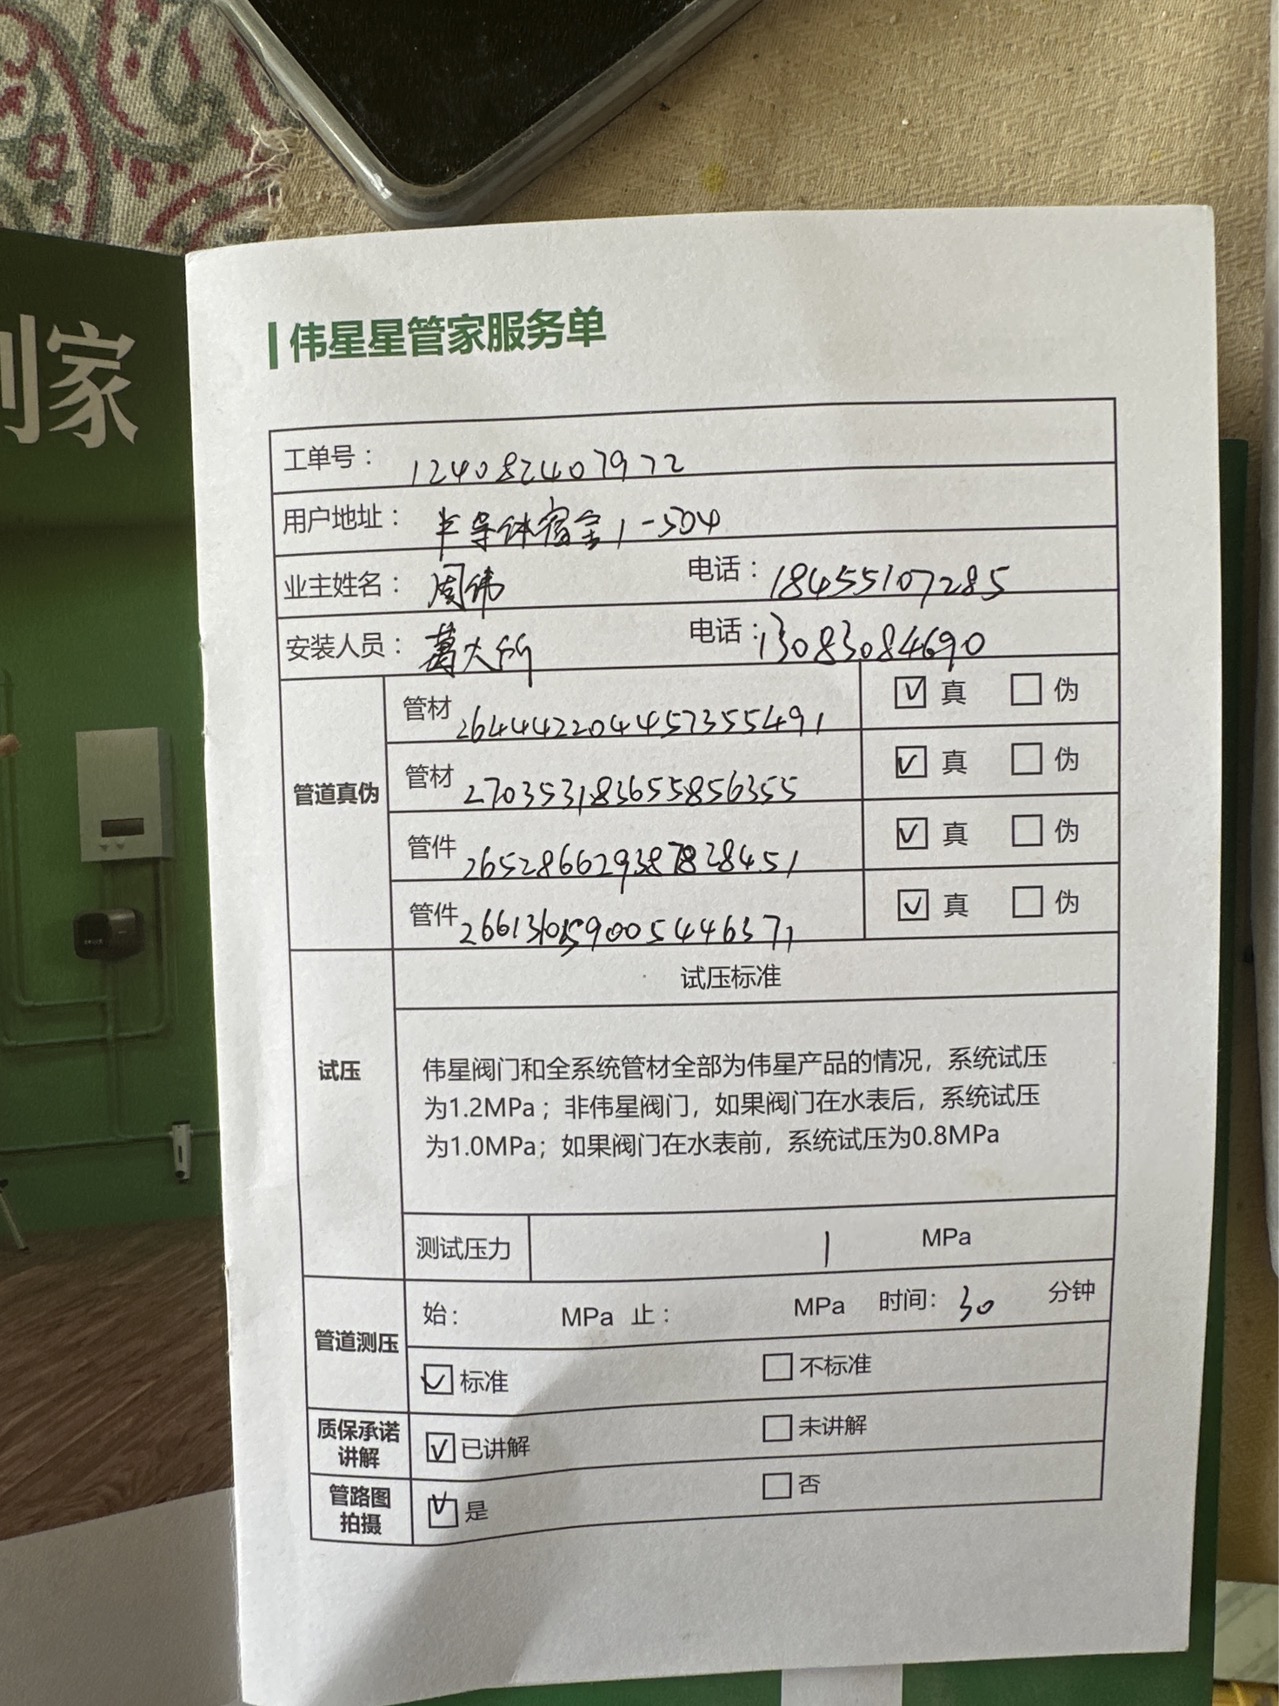 家
伟星星管家服务单
工单号： 124082407972
用户地址： 半导体宿舍1-504
业主姓名： 周伟 电话：18455107285
安装人员： 葛大所 电话：13083084690
管道真伪
管材 2644422044457355491 ☑ 真 ☐ 伪
管材 2703531836555856355 ☑ 真 ☐ 伪
管件 265286629387828451 ☑ 真 ☐ 伪
管件 ☑ 真 ☐ 伪
试压
试压标准
伟星阀门和全系统管材全部为伟星产品的情况，系统试压
为1.2MPa；非伟星阀门，如果阀门在水表后，系统试压
为1.0MPa；如果阀门在水表前，系统试压为0.8MPa
测试压力 1 MPa
管道测压
始： MPa 止： MPa 时间：30 分钟
☑ 标准 ☐ 不标准
质保承诺
讲解
☑ 已讲解 ☐ 未讲解
管路图
拍摄
☑ 是 ☐ 否